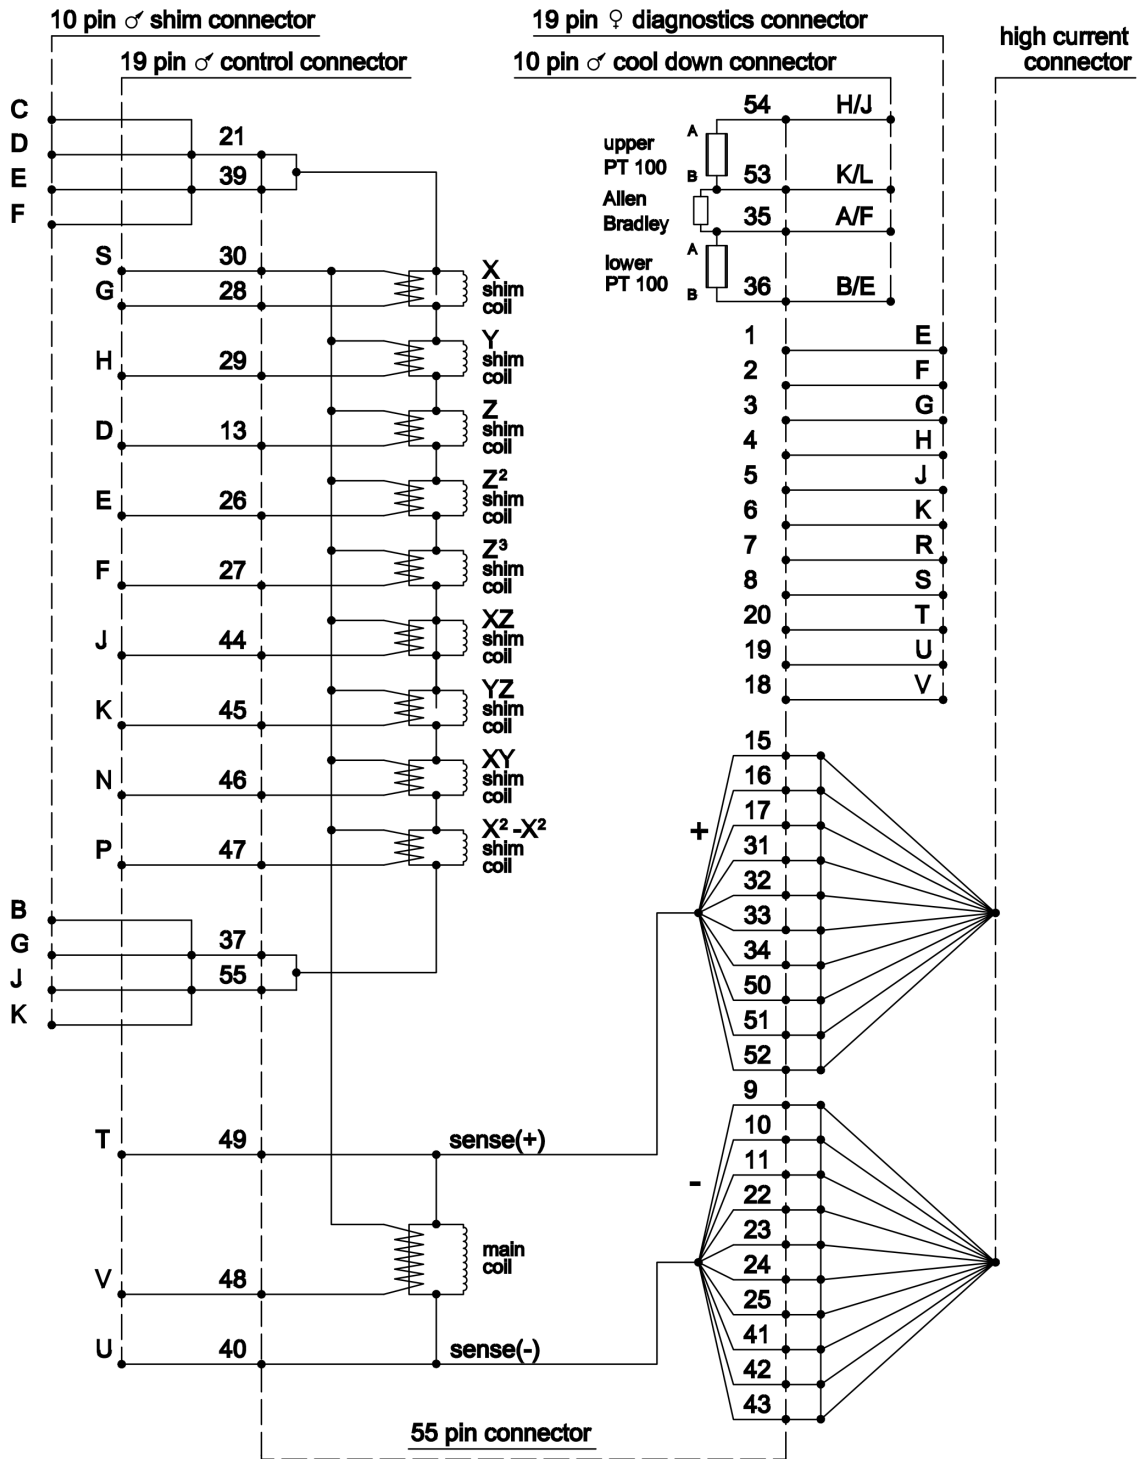 10 pin ♂ shim connector
19 pin ♂ control connector
19 pin ♀ diagnostics connector
10 pin ♂ cool down connector
high current
connector
C
D
21
E
39
F
S
30
G
28
X
shim
coil
H
29
Y
shim
coil
D
13
Z
shim
coil
E
26
Z²
shim
coil
F
27
Z³
shim
coil
J
44
XZ
shim
coil
K
45
YZ
shim
coil
N
46
XY
shim
coil
P
47
X² -X²
shim
coil
B
G
37
J
55
K
T
49
sense(+)
V
48
main
coil
U
40
sense(-)
55 pin connector
54
H/J
upper
PT 100
A
B
53
K/L
Allen
Bradley
35
A/F
lower
PT 100
A
B
36
B/E
1
E
2
F
3
G
4
H
5
J
6
K
7
R
8
S
20
T
19
U
18
V
+
15
16
17
31
32
33
34
50
51
52
-
9
10
11
22
23
24
25
41
42
43